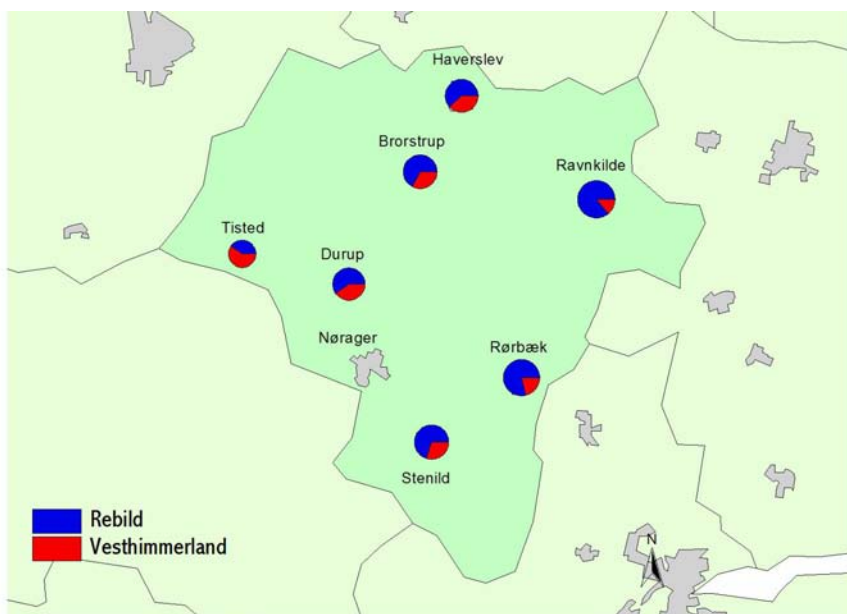 Haverslev
Brorstrup
Ravnkilde
Tisted
Durup
Nørager
Rørbæk
Stenild
Rebild
Vesthimmerland
N